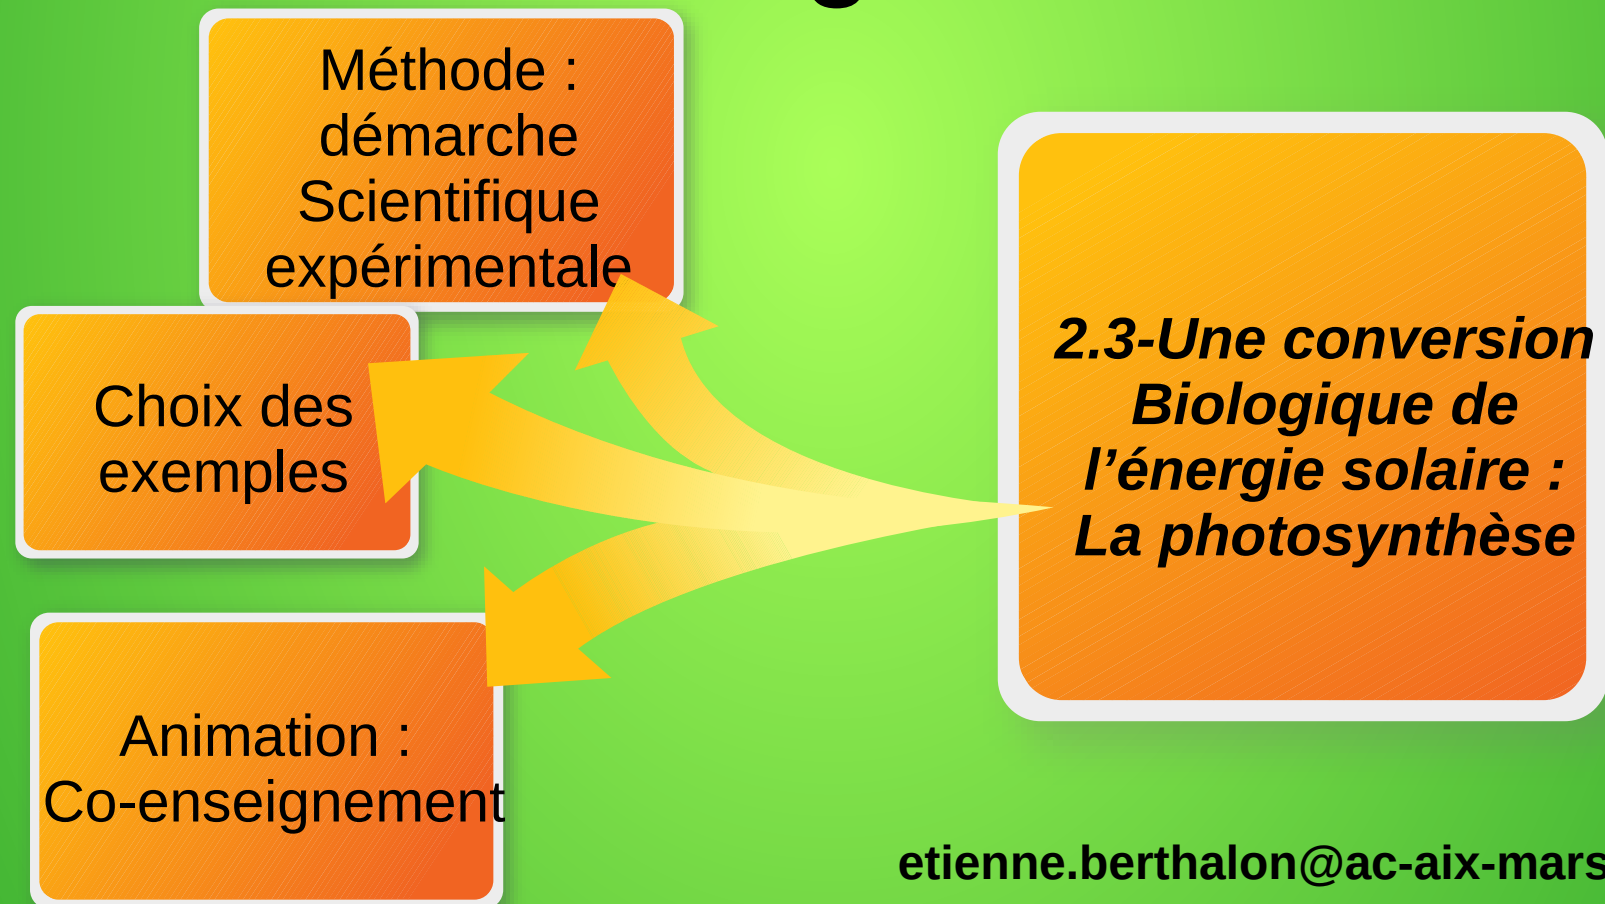 Méthode :
démarche
Scientifique
expérimentale
Choix des
exemples
Animation :
Co-enseignement
2.3-Une conversion
Biologique de
l’énergie solaire :
La photosynthèse
etienne.berthalon@ac-aix-mars